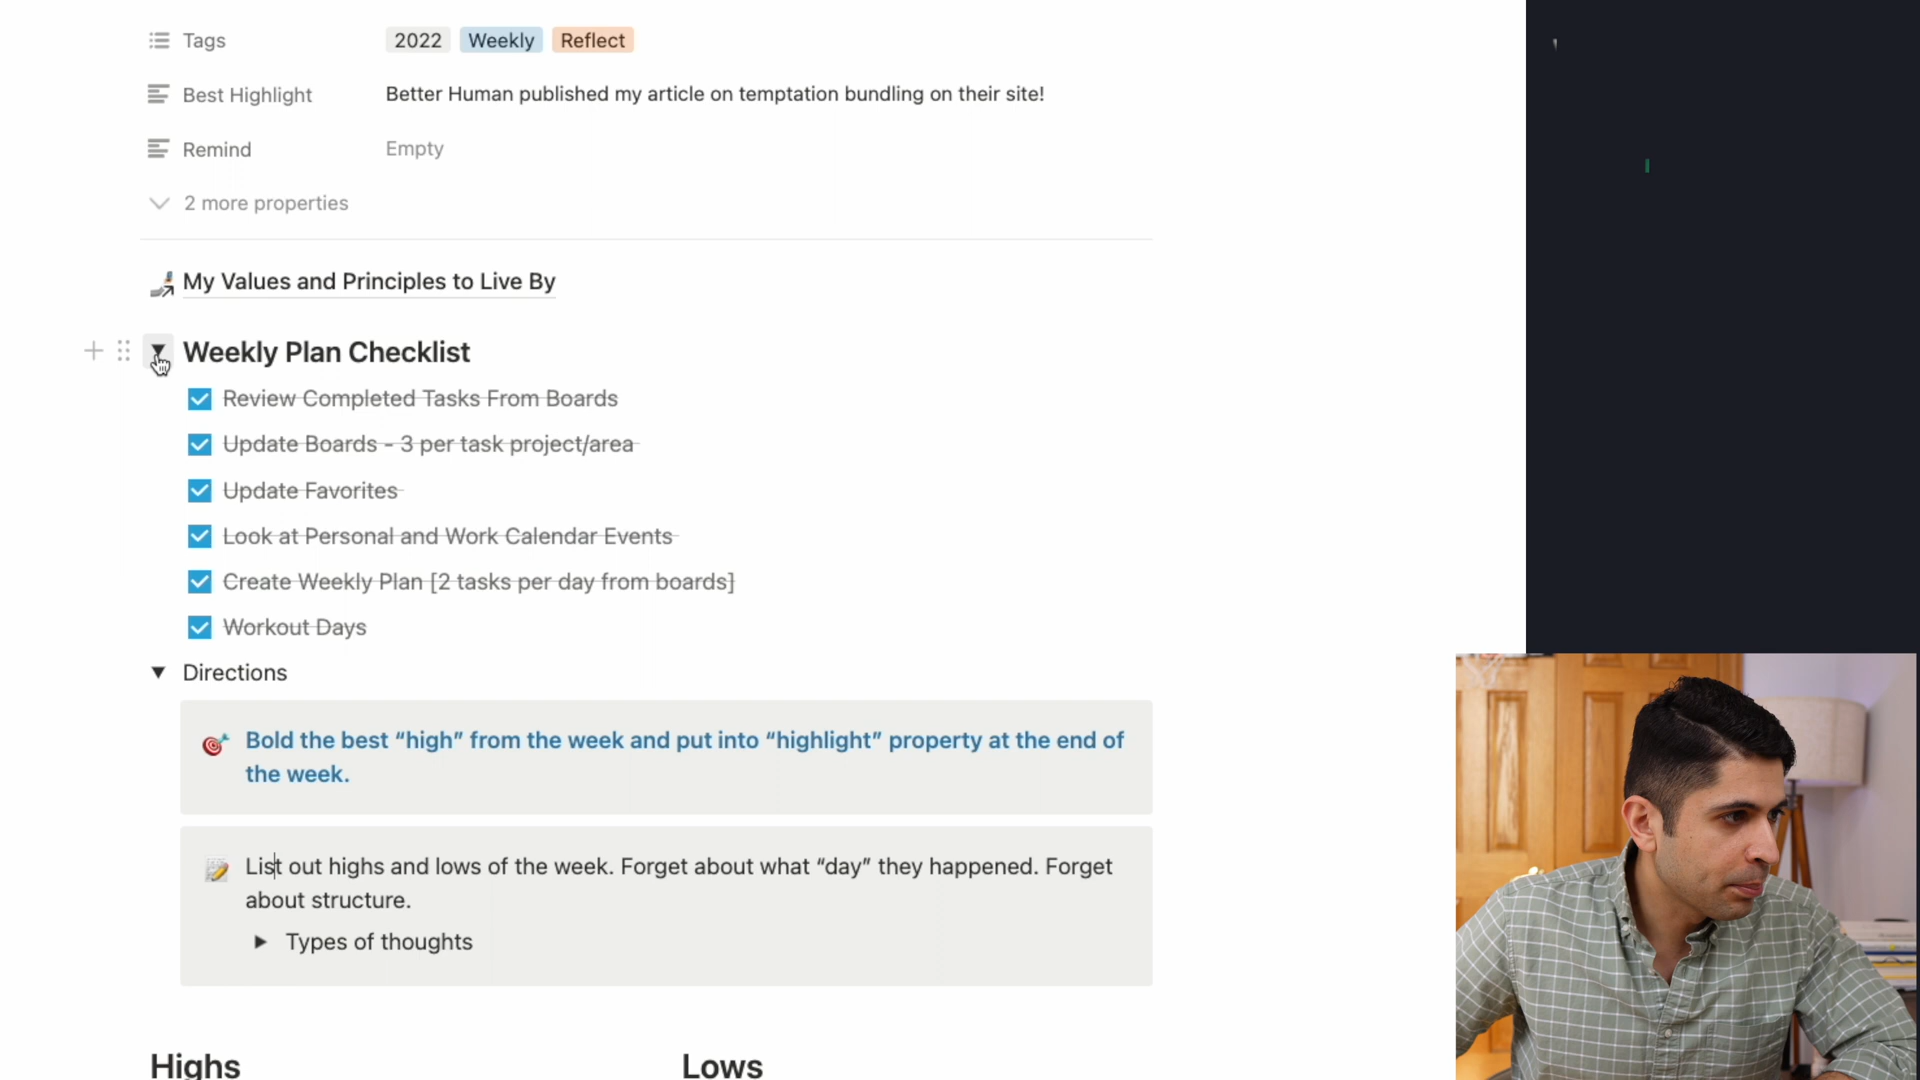 Tags 2022 Weekly Reflect
Best Highlight Better Human published my article on temptation bundling on their site!
Remind Empty
2 more properties
My Values and Principles to Live By
Weekly Plan Checklist
Review Completed Tasks From Boards
Update Boards - 3 per task project/area
Update Favorites
Look at Personal and Work Calendar Events
Create Weekly Plan [2 tasks per day from boards]
Workout Days
Directions
Bold the best “high” from the week and put into “highlight” property at the end of
the week.
List out highs and lows of the week. Forget about what “day” they happened. Forget
about structure.
Types of thoughts
Highs Lows